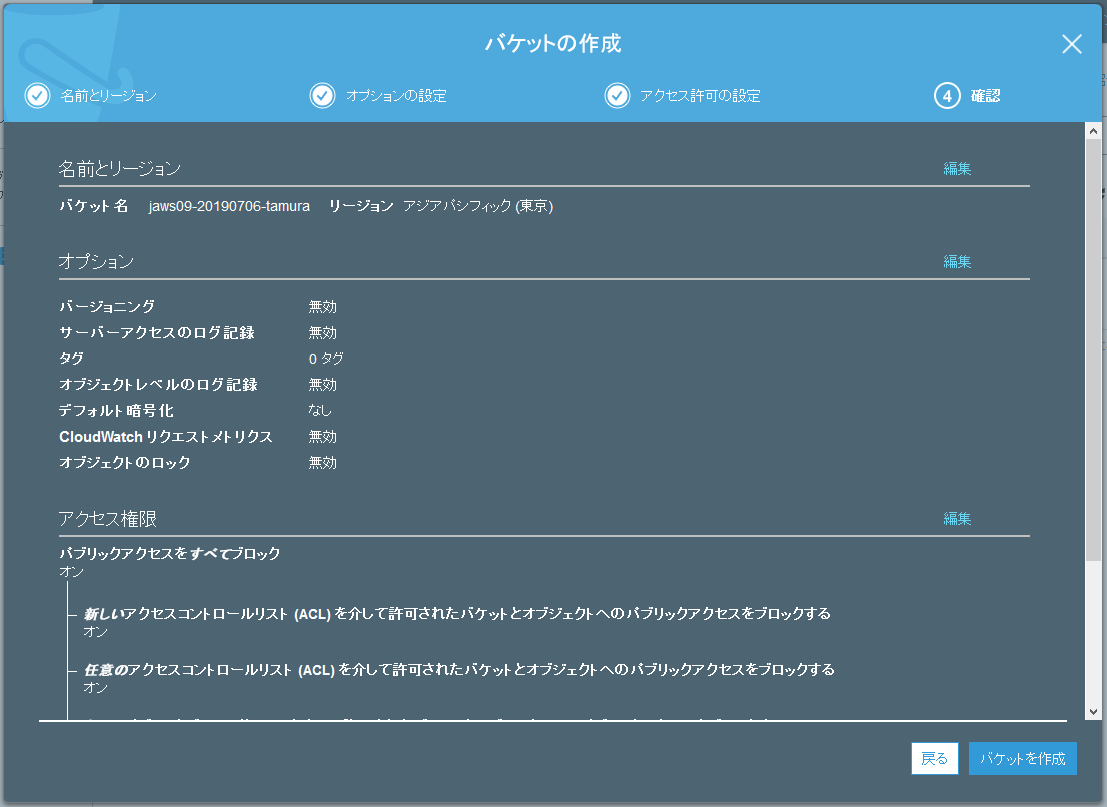 バケットの作成
名前とリージョン
オプションの設定
アクセス許可の設定
4 確認
名前とリージョン 編集
バケット名 jaws09-20190706-tamura リージョン アジアパシフィック (東京)
オプション 編集
バージョニング 無効
サーバーアクセスのログ記録 無効
タグ 0 タグ
オブジェクトレベルのログ記録 無効
デフォルト暗号化 なし
CloudWatch リクエストメトリクス 無効
オブジェクトのロック 無効
アクセス権限 編集
パブリックアクセスをすべてブロック
オン
新しいアクセスコントロールリスト (ACL) を介して許可されたバケットとオブジェクトへのパブリックアクセスをブロックする
オン
任意のアクセスコントロールリスト (ACL) を介して許可されたバケットとオブジェクトへのパブリックアクセスをブロックする
オン
戻る バケットを作成